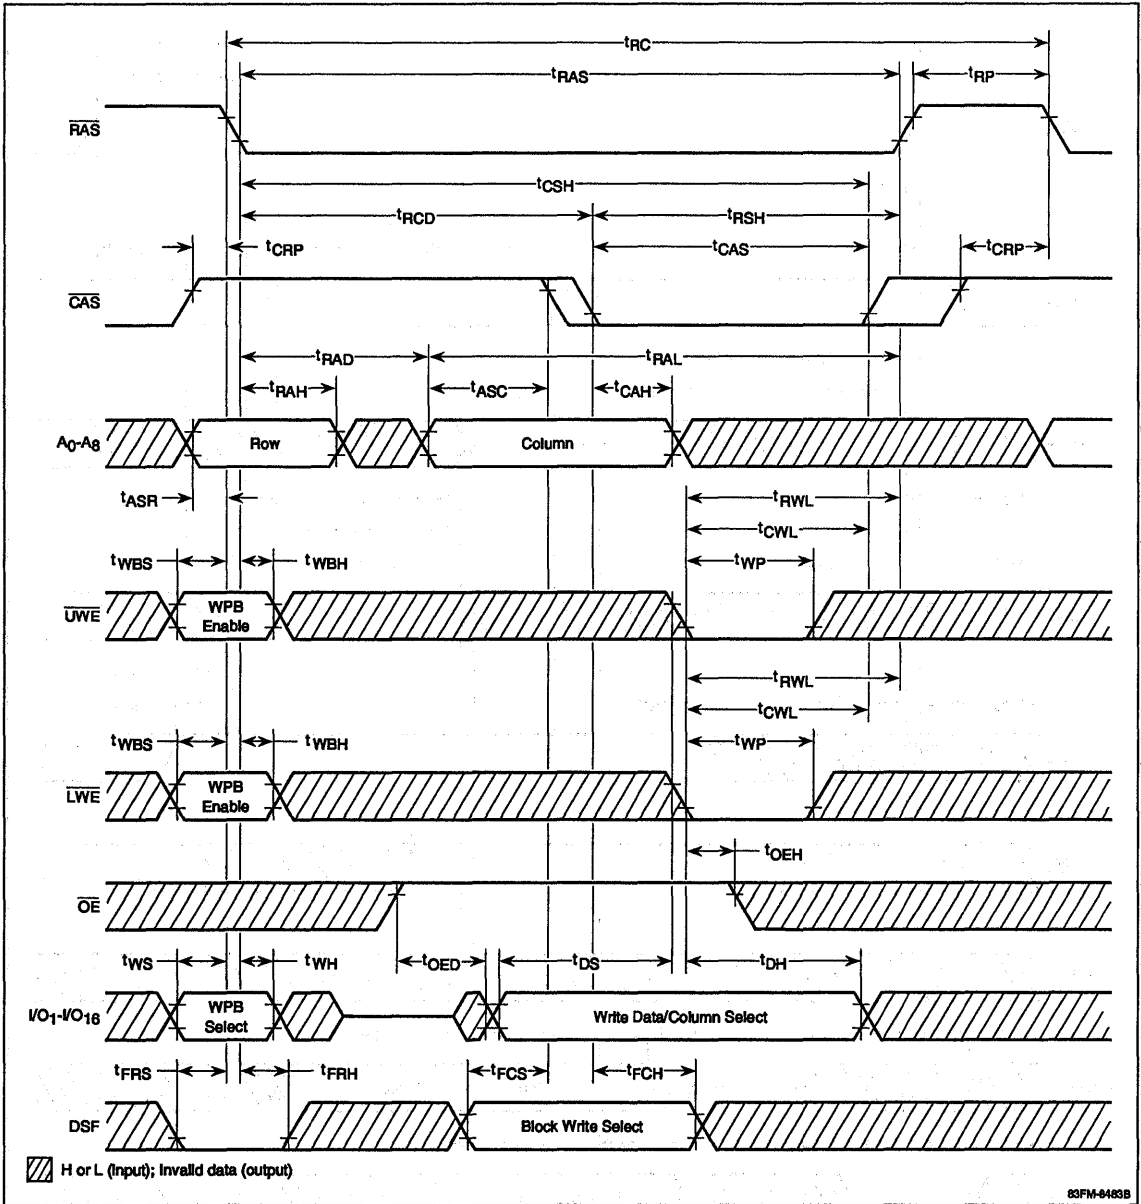 tRC
tRAS
tRP
RAS
tCSH
tRCD
tRSH
tCRP
tCAS
tCRP
CAS
tRAD
tRAL
tRAH
tASC
tCAH
A0-A8
Row
Column
tASR
tRWL
tCWL
tWBS
tWBH
tWP
UWE
WPB
Enable
tRWL
tCWL
tWBS
tWBH
tWP
LWE
WPB
Enable
tOEH
OE
tWS
tWH
tOED
tDS
tDH
I/O1-I/O16
WPB
Select
Write Data/Column Select
tFRS
tFRH
tFCS
tFCH
DSF
Block Write Select
H or L (Input); Invalid data (output)
83FM-6483B